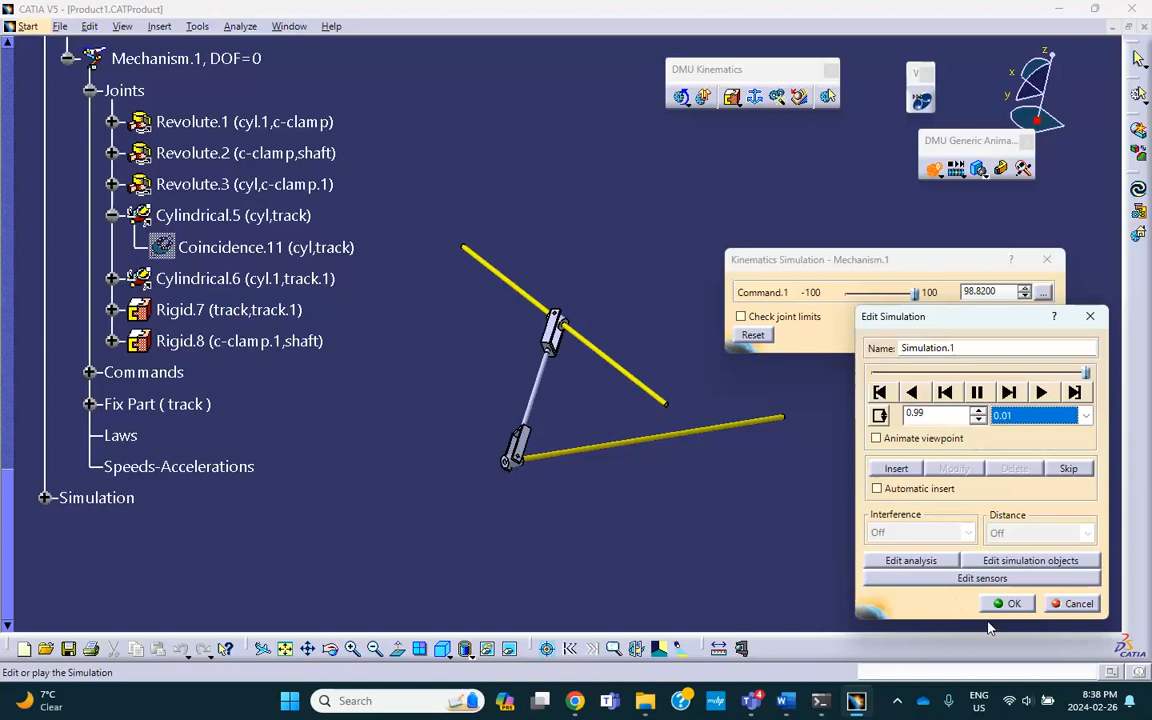 CATIA V5 - [Product1.CATProduct]
Start File Edit View Insert Tools Analyze Window Help
Mechanism.1, DOF=0
Joints
Revolute.1 (cyl.1,c-clamp)
Revolute.2 (c-clamp,shaft)
Revolute.3 (cyl,c-clamp.1)
Cylindrical.5 (cyl,track)
Coincidence.11 (cyl,track)
Cylindrical.6 (cyl.1,track.1)
Rigid.7 (track,track.1)
Rigid.8 (c-clamp.1,shaft)
Commands
Fix Part ( track )
Laws
Speeds-Accelerations
Simulation
DMU Kinematics
V
z
x
y
DMU Generic Anima...
Kinematics Simulation - Mechanism.1 ?
Command.1 -100 100 98.8200 ...
Check joint limits
Reset
Edit Simulation ?
Name: Simulation.1
0.99 0.01
Animate viewpoint
Insert Modify Delete Skip
Automatic insert
Interference Distance
Off Off
Edit analysis Edit simulation objects
Edit sensors
OK Cancel
CATIA
Edit or play the Simulation
7°C
Clear
Search
PRE
mdp
4
ENG
US
8:38 PM
2024-02-26